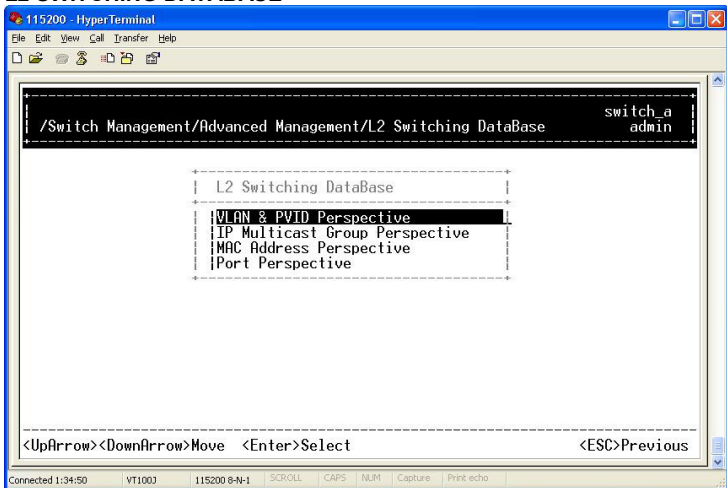 L2 SWITCHING DATABASE
115200 - HyperTerminal
File Edit View Call Transfer Help
switch_a
/Switch Management/Advanced Management/L2 Switching DataBase admin
L2 Switching DataBase
VLAN & PVID Perspective
IP Multicast Group Perspective
MAC Address Perspective
Port Perspective
<UpArrow><DownArrow>Move <Enter>Select <ESC>Previous
Connected 1:34:50 VT100J 115200 8-N-1 SCROLL CAPS NUM Capture Print echo